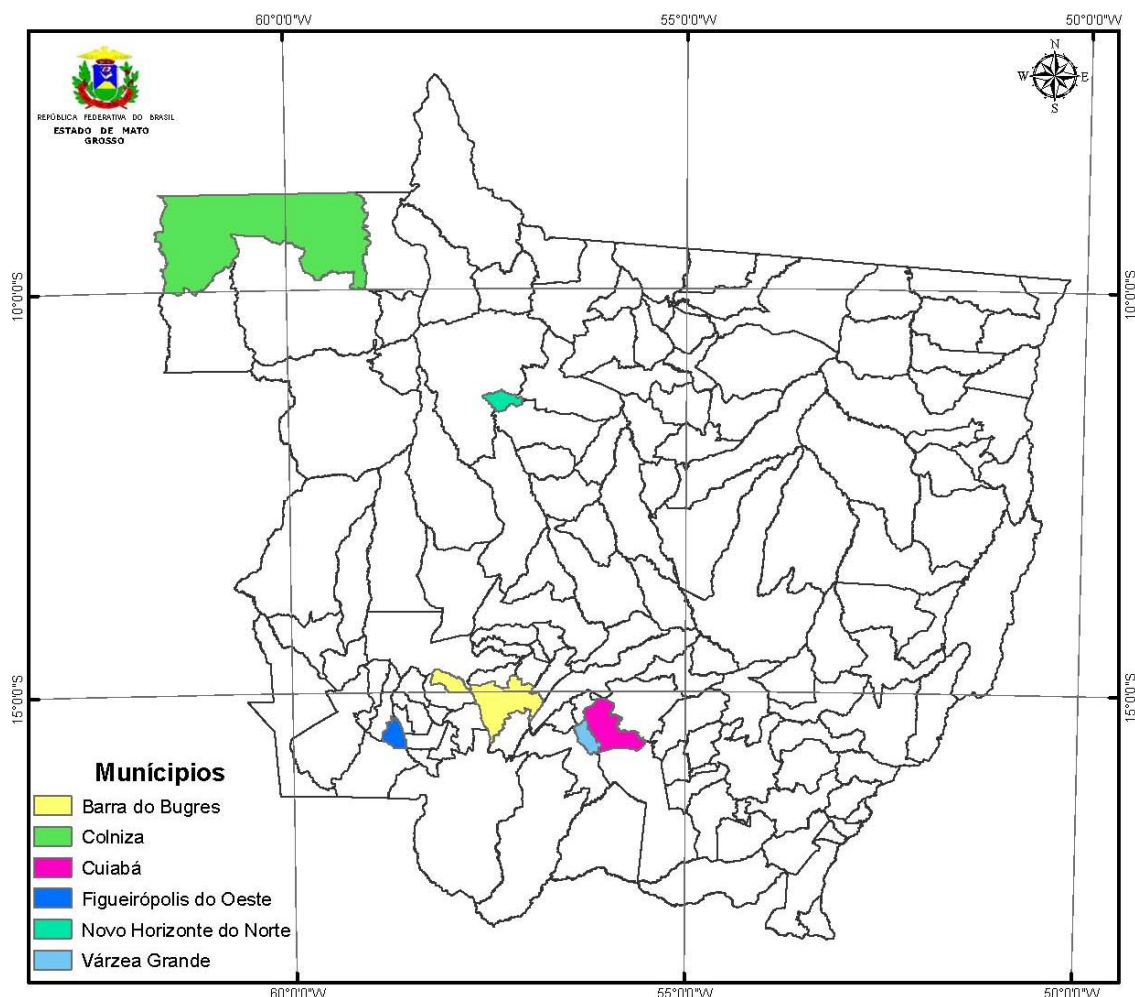 60°0'0"W 55°0'0"W 50°0'0"W
REPÚBLICA FEDERATIVA DO BRASIL
ESTADO DE MATO
GROSSO
N
W E
S
10°0'0"S 10°0'0"S
15°0'0"S 15°0'0"S
Munícipios
Barra do Bugres
Colniza
Cuiabá
Figueirópolis do Oeste
Novo Horizonte do Norte
Várzea Grande
60°0'0"W 55°0'0"W 50°0'0"W